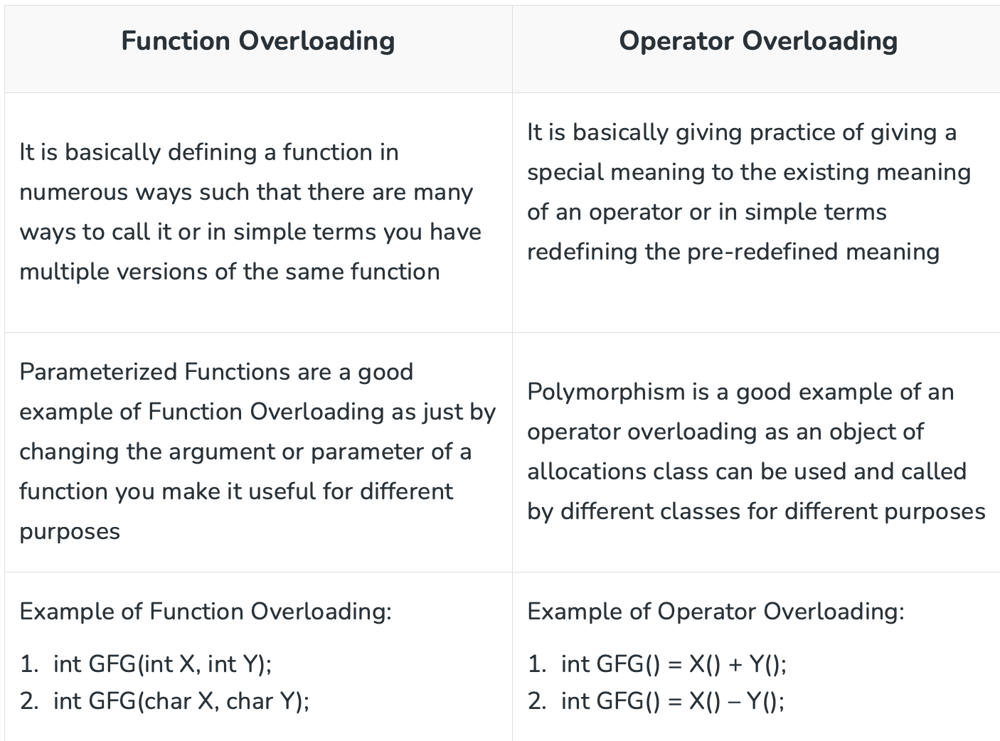 Function Overloading
Operator Overloading
It is basically defining a function in
numerous ways such that there are many
ways to call it or in simple terms you have
multiple versions of the same function
It is basically giving practice of giving a
special meaning to the existing meaning
of an operator or in simple terms
redefining the pre-redefined meaning
Parameterized Functions are a good
example of Function Overloading as just by
changing the argument or parameter of a
function you make it useful for different
purposes
Polymorphism is a good example of an
operator overloading as an object of
allocations class can be used and called
by different classes for different purposes
Example of Function Overloading:
1. int GFG(int X, int Y);
2. int GFG(char X, char Y);
Example of Operator Overloading:
1. int GFG() = X() + Y();
2. int GFG() = X() – Y();